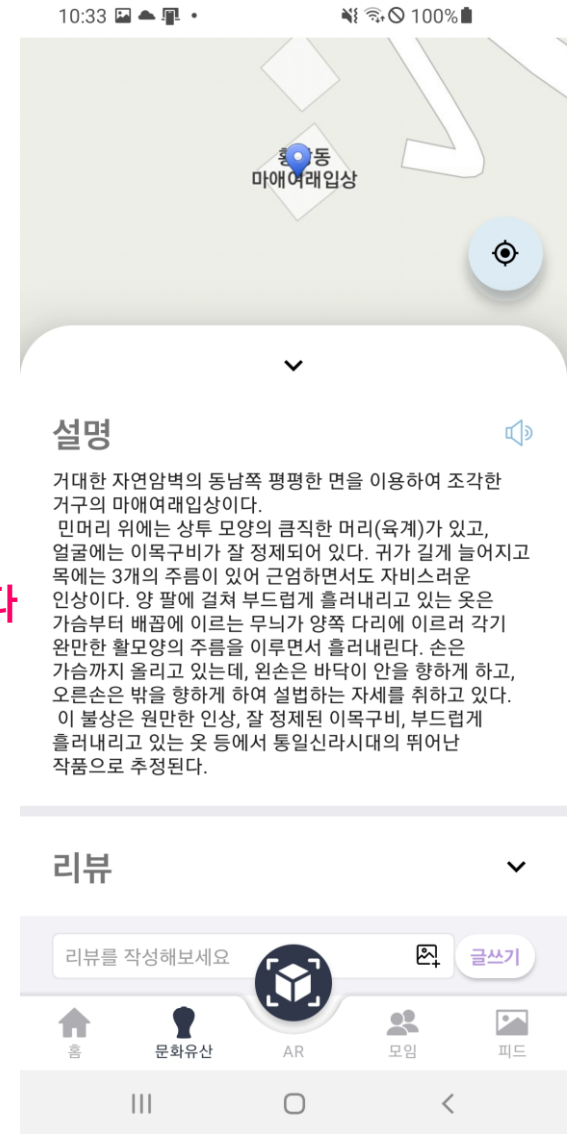 10:33
100%
마애여래입상
설명
거대한 자연암벽의 동남쪽 평평한 면을 이용하여 조각한
거구의 마애여래입상이다.
민머리 위에는 상투 모양의 큼직한 머리(육계)가 있고,
얼굴에는 이목구비가 잘 정제되어 있다. 귀가 길게 늘어지고
목에는 3개의 주름이 있어 근엄하면서도 자비스러운
인상이다. 양 팔에 걸쳐 부드럽게 흘러내리고 있는 옷은
가슴부터 배꼽에 이르는 무늬가 양쪽 다리에 이르러 각기
완만한 활모양의 주름을 이루면서 흘러내린다. 손은
가슴까지 올리고 있는데, 왼손은 바닥이 안을 향하게 하고,
오른손은 밖을 향하게 하여 설법하는 자세를 취하고 있다.
이 불상은 원만한 인상, 잘 정제된 이목구비, 부드럽게
흘러내리고 있는 옷 등에서 통일신라시대의 뛰어난
작품으로 추정된다.
리뷰
리뷰를 작성해보세요
글쓰기
홈
문화유산
AR
모임
피드